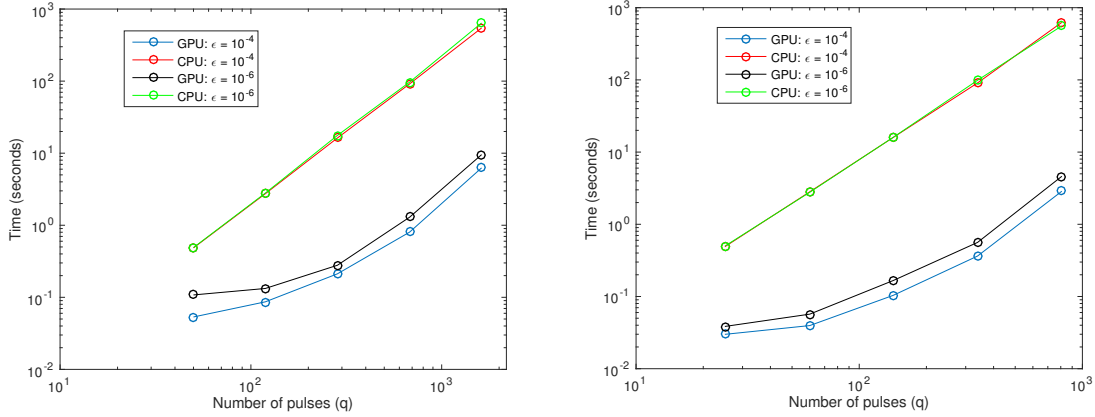 10^3
10^2
10^1
10^0
10^-1
10^-2
Time (seconds)
GPU: ϵ = 10^-4
CPU: ϵ = 10^-4
GPU: ϵ = 10^-6
CPU: ϵ = 10^-6
10^1
10^2
10^3
Number of pulses (q)
10^3
10^2
10^1
10^0
10^-1
10^-2
Time (seconds)
GPU: ϵ = 10^-4
CPU: ϵ = 10^-4
GPU: ϵ = 10^-6
CPU: ϵ = 10^-6
10^1
10^2
10^3
Number of pulses (q)